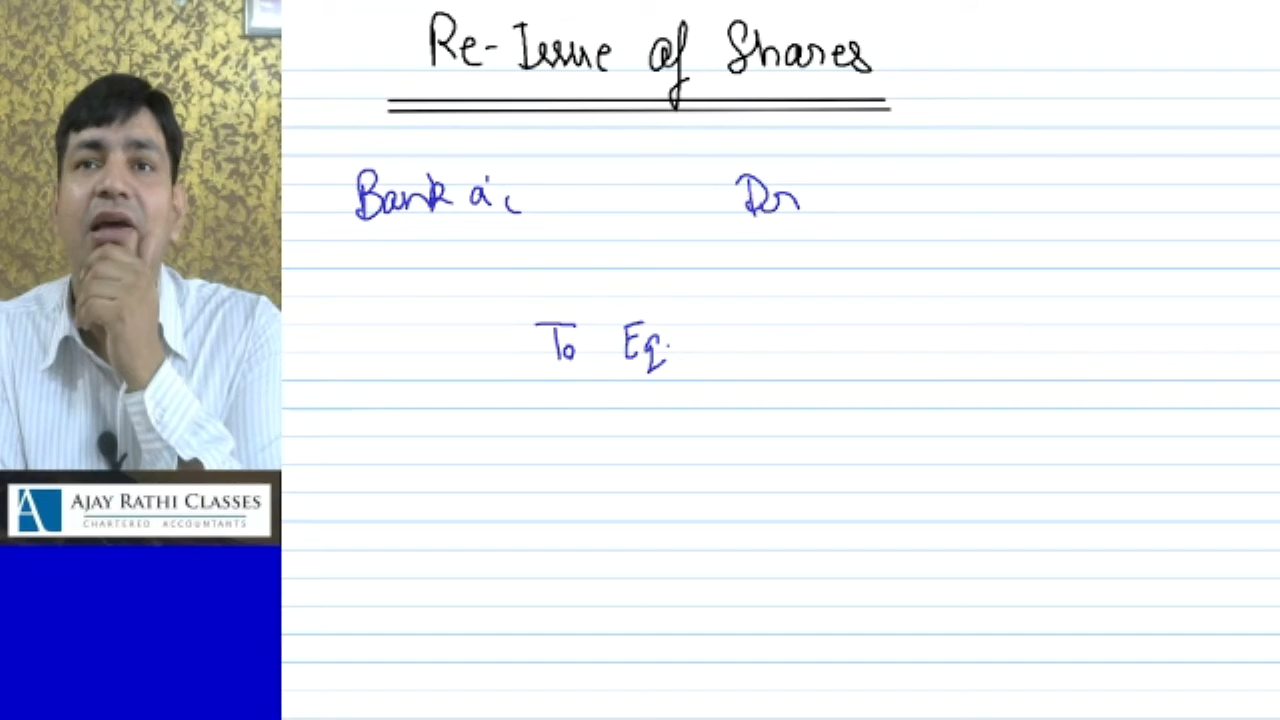 Re-Issue of Shares
Bank a/c Dr
To Eq.
AJAY RATHI CLASSES
CHARTERED ACCOUNTANTS